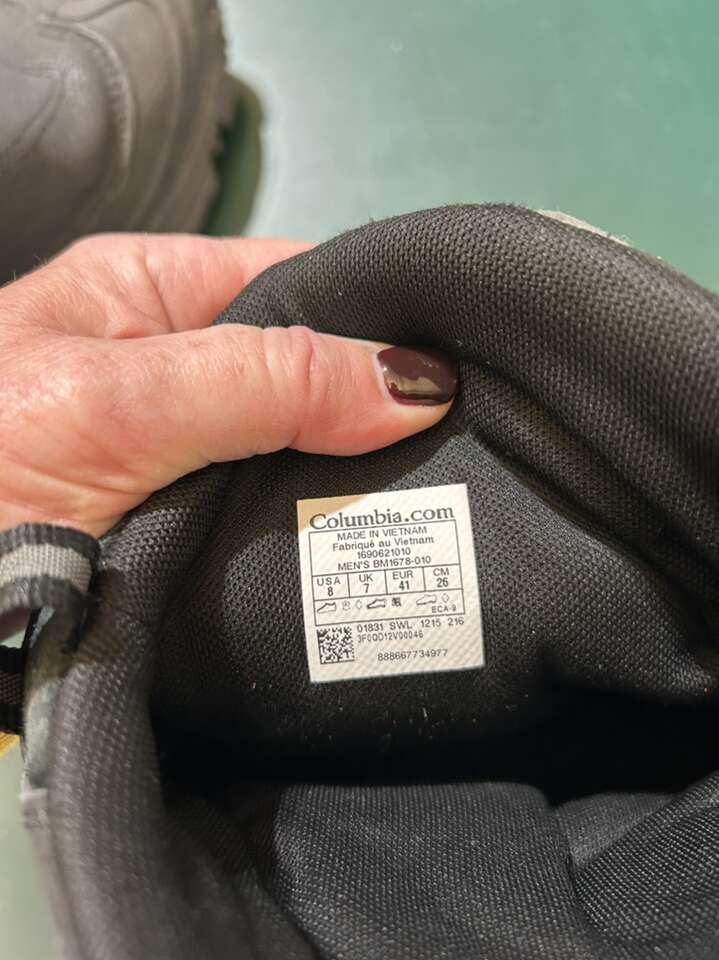 Columbia.com
MADE IN VIETNAM
Fabriqué au Vietnam
1690621010
MEN'S BM1678-010
USA UK EUR CM
8 7 41 26
ECA-9
01831 SWL 1215 216
3F0QD12V00046
888667734977